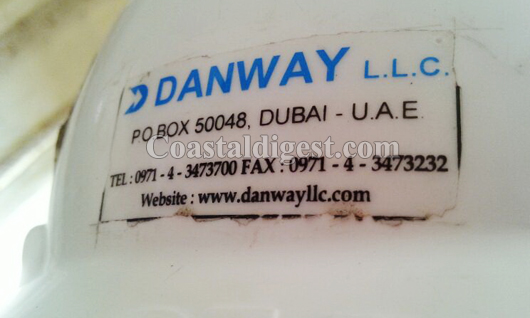 DANWAY L.L.C.
P.O.BOX 50048, DUBAI - U.A.E.
Coastaldigest.com
TEL : 0971 - 4 - 3473700 FAX : 0971 - 4 - 3473232
Website : www.danwayllc.com